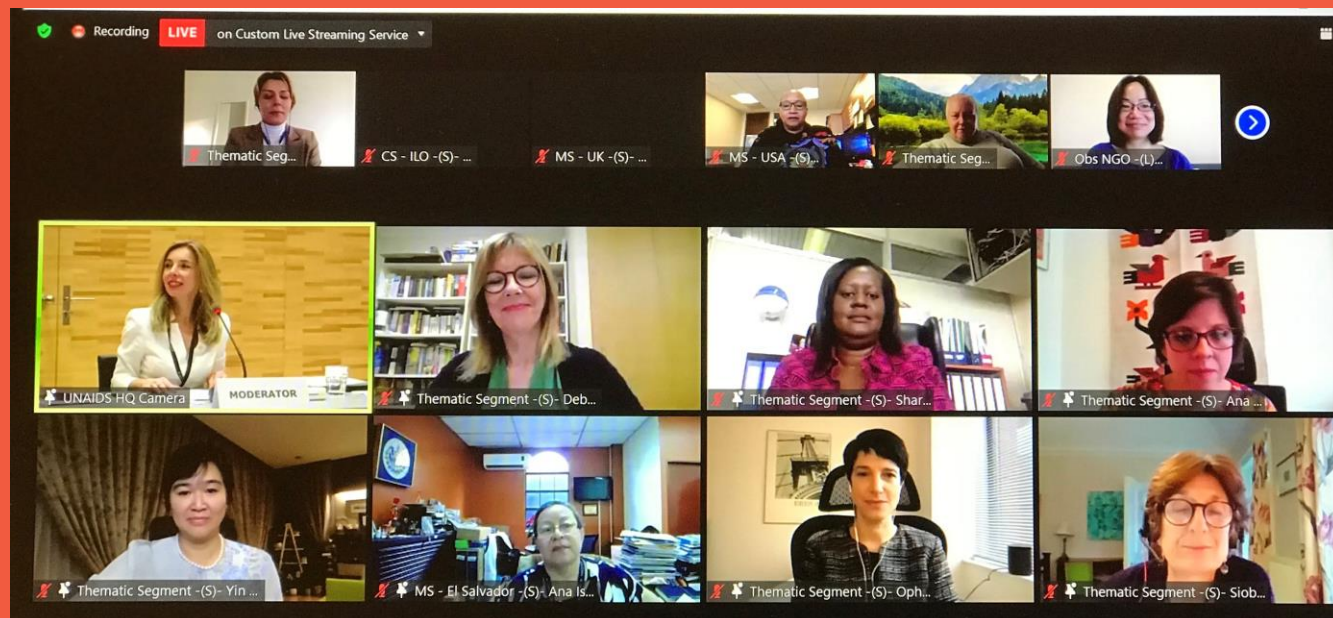 Recording LIVE on Custom Live Streaming Service
Thematic Seg...
CS - ILO -(S)- ...
MS - UK -(S)- ...
MS - USA -(S)...
Thematic Seg...
Obs NGO -(L)...
MODERATOR
UNAIDS HQ Camera
Thematic Segment -(S)- Deb...
Thematic Segment -(S)- Shar...
Thematic Segment -(S)- Ana ...
Thematic Segment -(S)- Yin ...
MS - El Salvador -(S)- Ana Is...
Thematic Segment -(S)- Oph...
Thematic Segment -(S)- Siob...